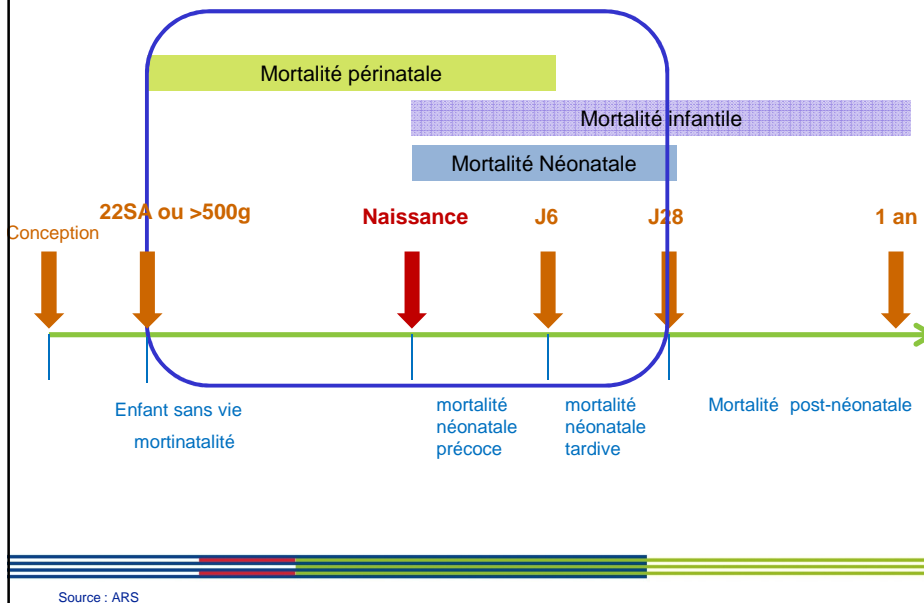 Mortalité périnatale
Mortalité infantile
Mortalité Néonatale
22SA ou >500g
Naissance
J6
J28
1 an
Conception
Enfant sans vie
mortinatalité
mortalité
néonatale
précoce
mortalité
néonatale
tardive
Mortalité post-néonatale
Source : ARS